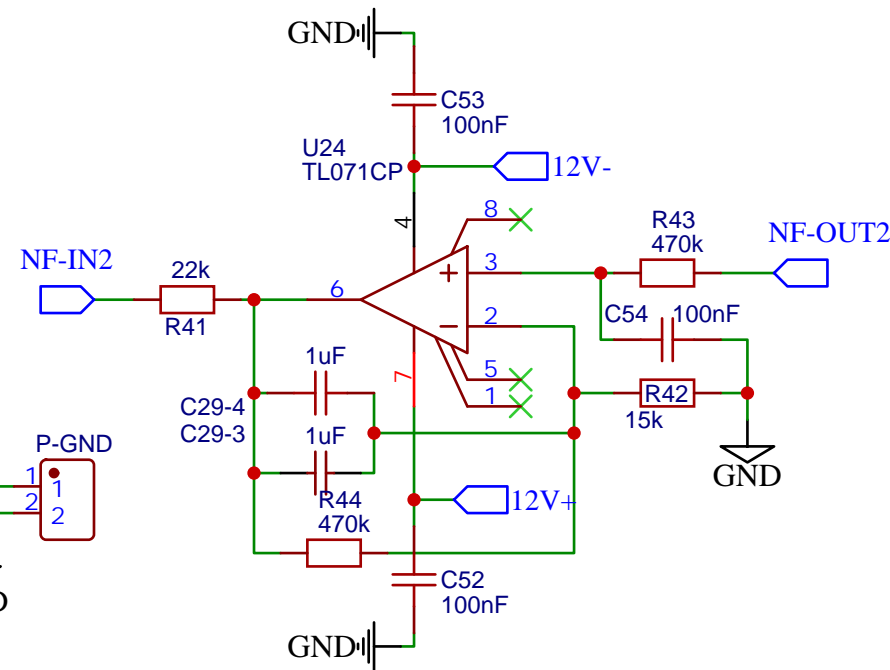 GND
C53
100nF
U24
TL071CP
12V-
4
8
R43
470k
NF-OUT2
NF-IN2
22k
6
+
3
R41
C54
100nF
−
2
1uF
7
5
1
R42
15k
C29-4
C29-3
1uF
P-GND
1
1
2
2
GND
R44
470k
12V+
C52
100nF
GND